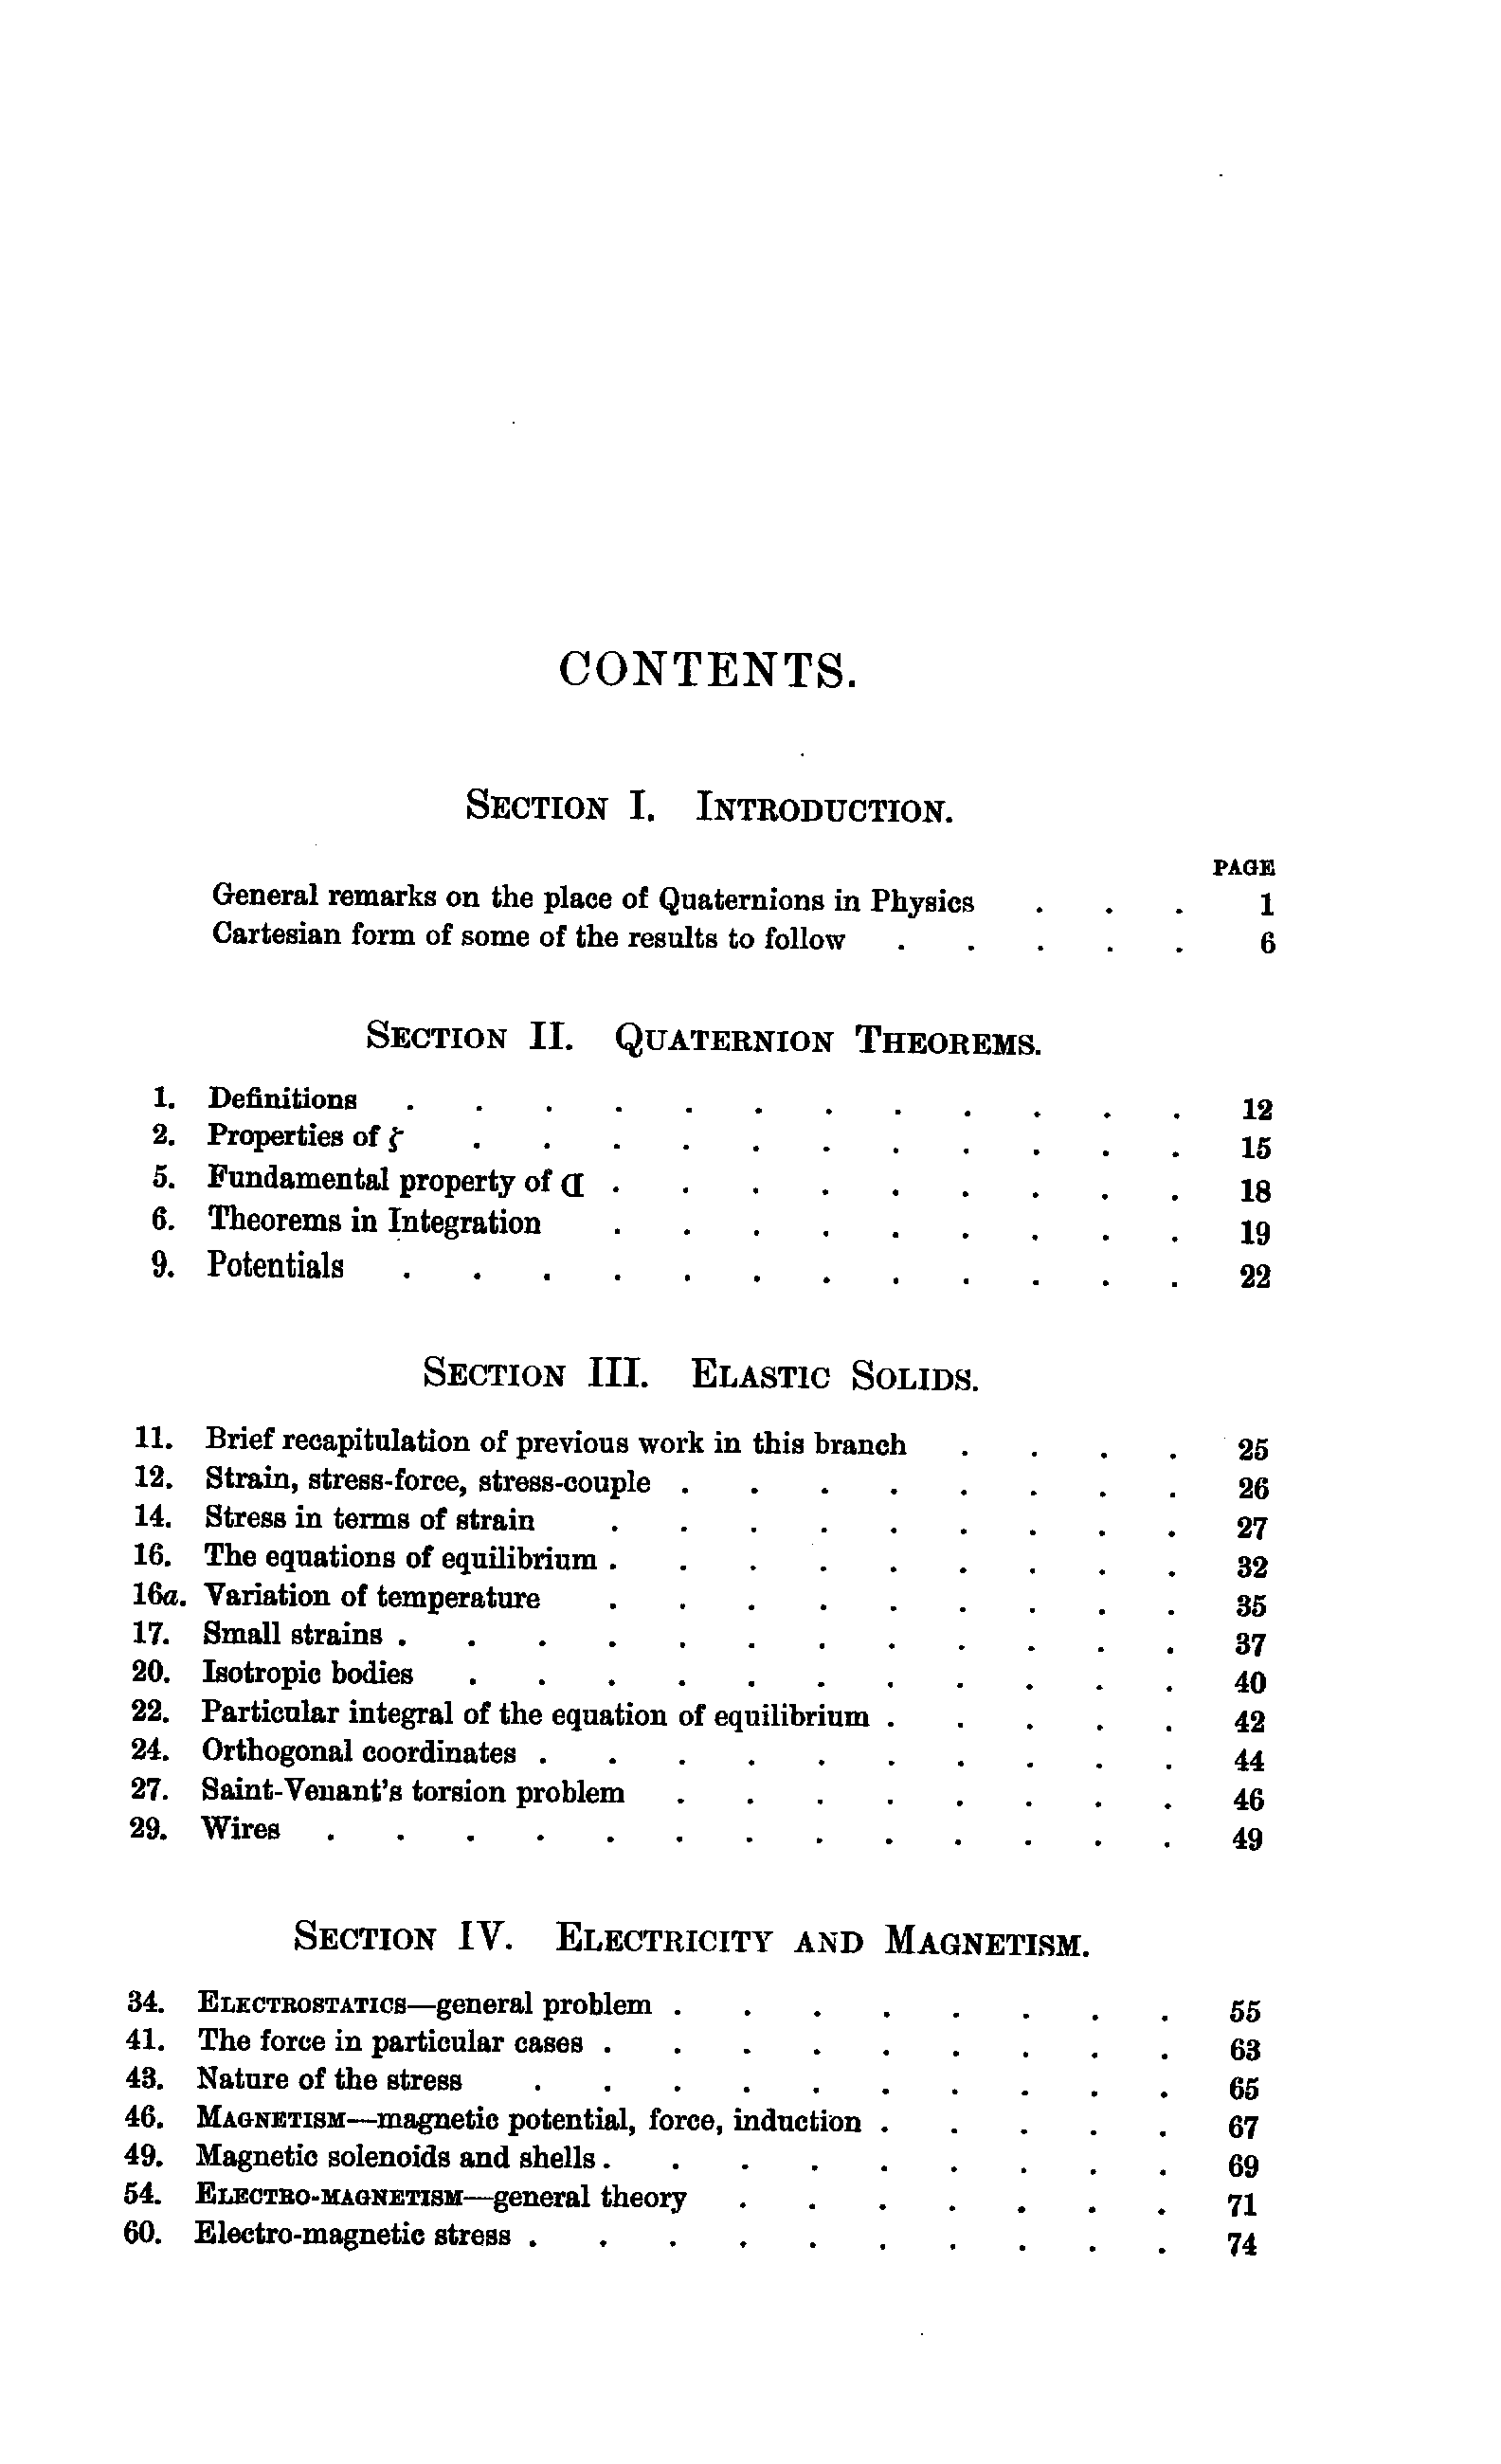 CONTENTS.
SECTION I. INTRODUCTION.
PAGE
General remarks on the place of Quaternions in Physics . . . 1
Cartesian form of some of the results to follow . . . . . 6
SECTION II. QUATERNION THEOREMS.
1. Definitions . . . . . . . . . . . . 12
2. Properties of ζ . . . . . . . . . . . 15
5. Fundamental property of ₵ . . . . . . . . . 18
6. Theorems in Integration . . . . . . . . . 19
9. Potentials . . . . . . . . . . . . 22
SECTION III. ELASTIC SOLIDS.
11. Brief recapitulation of previous work in this branch . . . . 25
12. Strain, stress-force, stress-couple . . . . . . . . 26
14. Stress in terms of strain . . . . . . . . . 27
16. The equations of equilibrium . . . . . . . . . 32
16a. Variation of temperature . . . . . . . . . 35
17. Small strains . . . . . . . . . . . . 37
20. Isotropic bodies . . . . . . . . . . . 40
22. Particular integral of the equation of equilibrium . . . . . 42
24. Orthogonal coordinates . . . . . . . . . . 44
27. Saint-Venant's torsion problem . . . . . . . . 46
29. Wires . . . . . . . . . . . . . 49
SECTION IV. ELECTRICITY AND MAGNETISM.
34. ELECTROSTATICS—general problem . . . . . . . . 55
41. The force in particular cases . . . . . . . . . 63
43. Nature of the stress . . . . . . . . . . 65
46. MAGNETISM—magnetic potential, force, induction . . . . . 67
49. Magnetic solenoids and shells . . . . . . . . . 69
54. ELECTRO-MAGNETISM—general theory . . . . . . . 71
60. Electro-magnetic stress . . . . . . . . . . 74